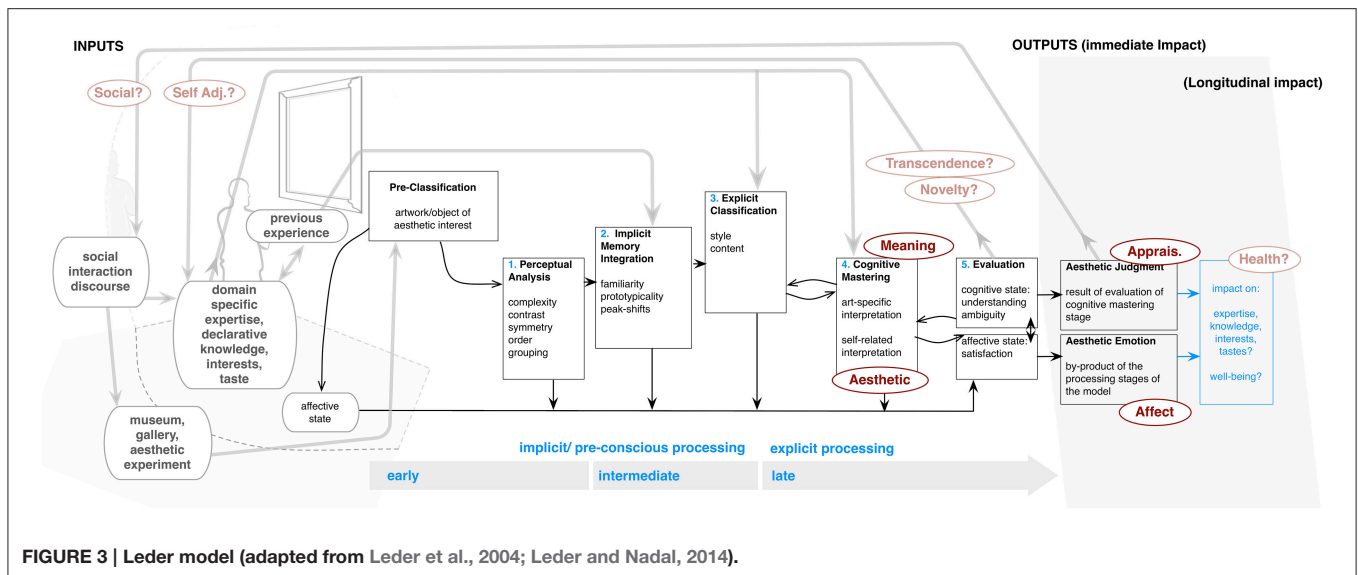 INPUTS
OUTPUTS (immediate Impact)
(Longitudinal impact)
Social?
Self Adj.?
Transcendence?
Novelty?
social
interaction
discourse
previous
experience
domain
specific
expertise,
declarative
knowledge,
interests,
taste
museum,
gallery,
aesthetic
experiment
Pre-Classification
artwork/object of
aesthetic interest
affective
state
1. Perceptual
Analysis
complexity
contrast
symmetry
order
grouping
2. Implicit
Memory
Integration
familiarity
prototypicality
peak-shifts
3. Explicit
Classification
style
content
Meaning
4. Cognitive
Mastering
art-specific
interpretation
self-related
interpretation
Aesthetic
5. Evaluation
cognitive state:
understanding
ambiguity
affective state:
satisfaction
Apprais.
Aesthetic Judgment
result of evaluation of
cognitive mastering
stage
Aesthetic Emotion
by-product of the
processing stages of
the model
Affect
Health?
impact on:
expertise,
knowledge,
interests,
tastes?
well-being?
implicit/ pre-conscious processing
explicit processing
early
intermediate
late
FIGURE 3 | Leder model (adapted from Leder et al., 2004; Leder and Nadal, 2014).